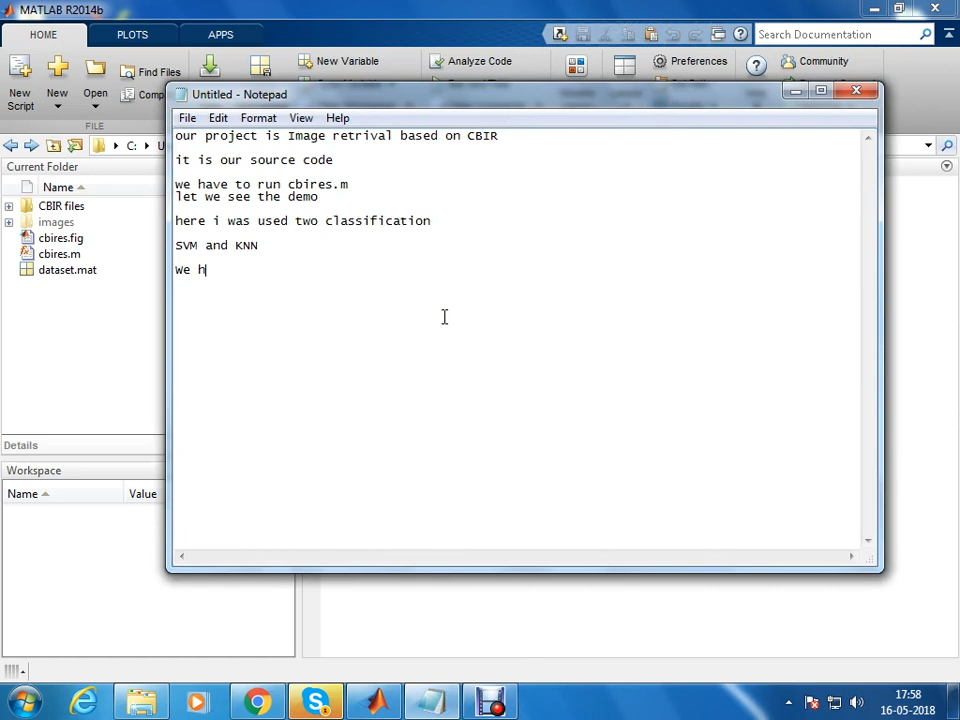 MATLAB R2014b
HOME
PLOTS
APPS
Search Documentation
New Script
New
Open
Find Files
Comp
New Variable
Analyze Code
Preferences
Community
FILE
C:
U
Current Folder
Name
CBIR files
images
cbires.fig
cbires.m
dataset.mat
Details
Workspace
Name
Value
Untitled - Notepad
File
Edit
Format
View
Help
our project is Image retrival based on CBIR
it is our source code
we have to run cbires.m
let we see the demo
here i was used two classification
SVM and KNN
We h
17:58
16-05-2018